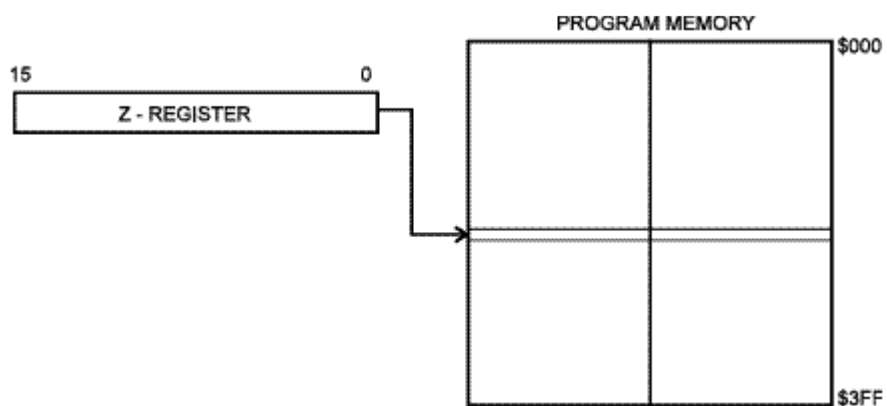 PROGRAM MEMORY
$000
15 0
Z - REGISTER
$3FF